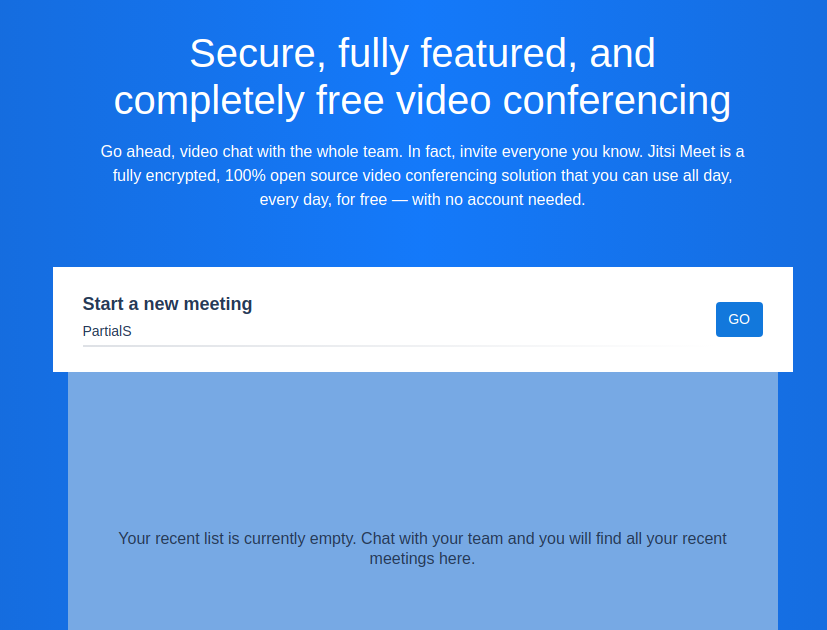 Secure, fully featured, and
completely free video conferencing
Go ahead, video chat with the whole team. In fact, invite everyone you know. Jitsi Meet is a
fully encrypted, 100% open source video conferencing solution that you can use all day,
every day, for free — with no account needed.
Start a new meeting
PartialS
GO
Your recent list is currently empty. Chat with your team and you will find all your recent
meetings here.